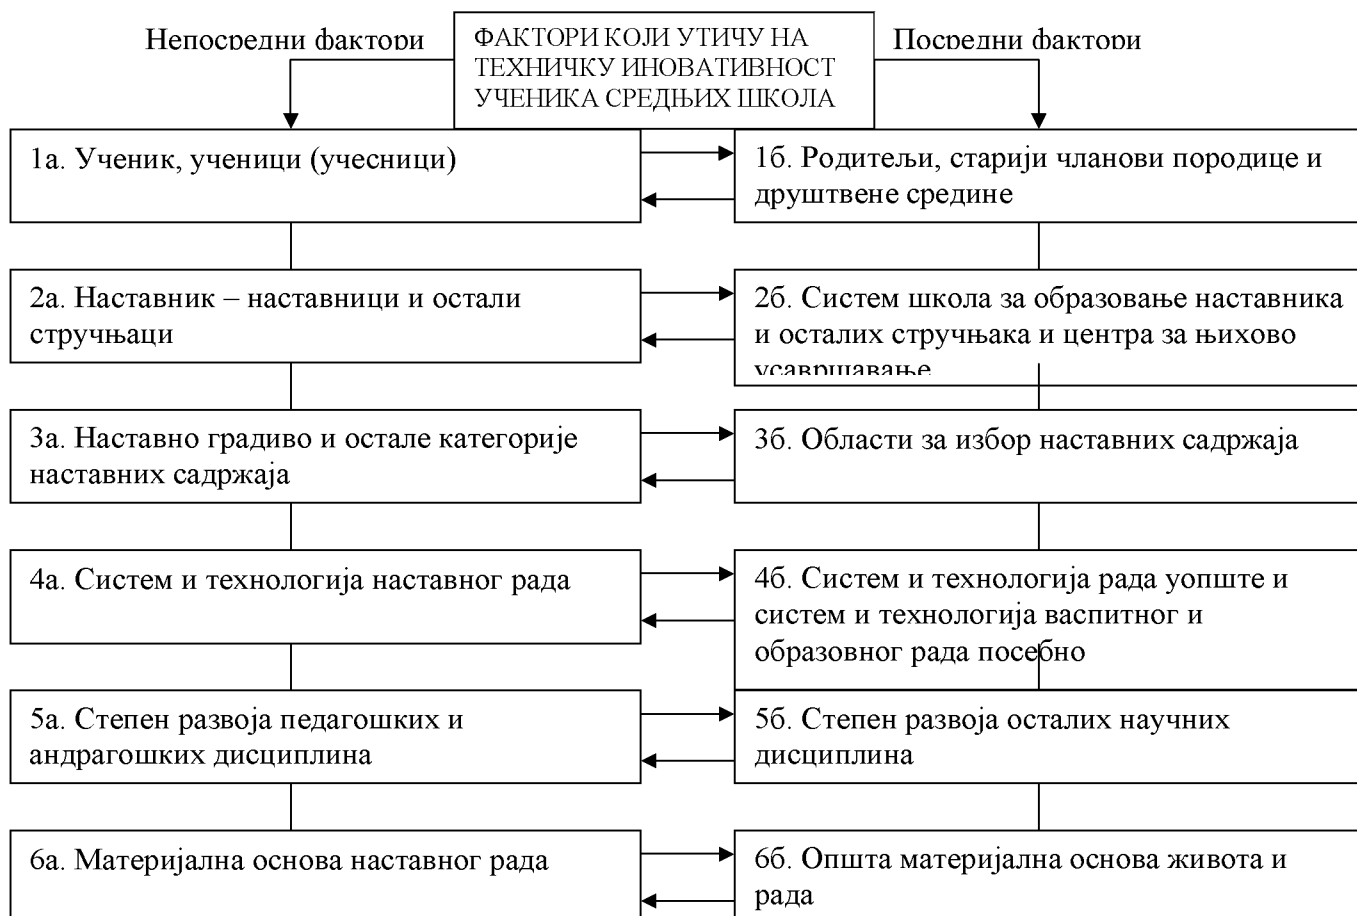 Непосредни фактори
ФАКТОРИ КОЈИ УТИЧУ НА
ТЕХНИЧКУ ИНОВАТИВНОСТ
УЧЕНИКА СРЕДЊИХ ШКОЛА
Посредни фактори
1а. Ученик, ученици (учесници)
1б. Родитељи, старији чланови породице и
друштвене средине
2а. Наставник – наставници и остали
стручњаци
2б. Систем школа за образовање наставника
и осталих стручњака и центра за њихово
усавршавање
3а. Наставно градиво и остале категорије
наставних садржаја
3б. Области за избор наставних садржаја
4а. Систем и технологија наставног рада
4б. Систем и технологија рада уопште и
систем и технологија васпитног и
образовног рада посебно
5а. Степен развоја педагошких и
андрагошких дисциплина
5б. Степен развоја осталих научних
дисциплина
6а. Материјална основа наставног рада
6б. Општа материјална основа живота и
рада